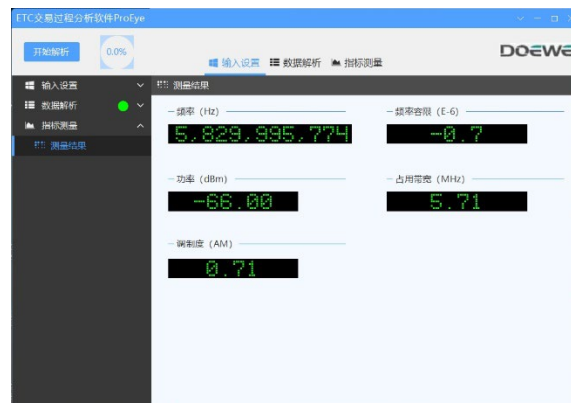 ETC交易过程分析软件ProEye
开始解析
0.0%
输入设置 数据解析 指标测量
DOEWE
输入设置
数据解析
指标测量
测量结果
测量结果
频率 (Hz)
频率容限 (E-6)
5,829,995,774
-0.7
功率 (dBm)
占用带宽 (MHz)
-66.00
5.71
调制度 (AM)
0.71